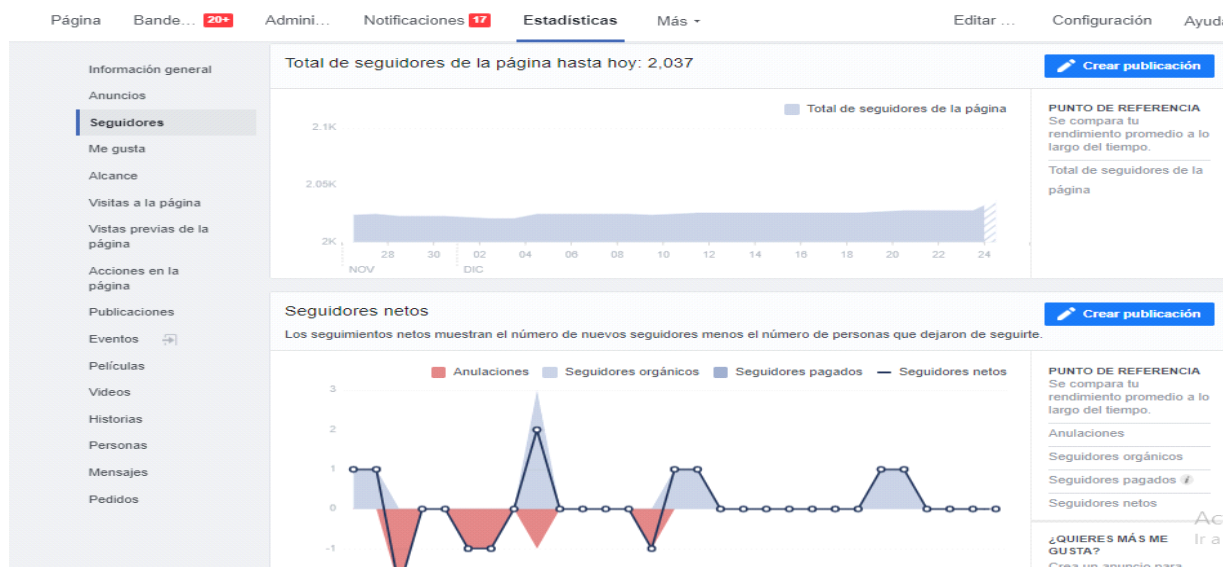 Página Bande... 20+ Admini... Notificaciones 17 Estadísticas Más Editar ... Configuración Ayuda
Información general
Anuncios
Seguidores
Me gusta
Alcance
Visitas a la página
Vistas previas de la
página
Acciones en la
página
Publicaciones
Eventos
Películas
Videos
Historias
Personas
Mensajes
Pedidos
Total de seguidores de la página hasta hoy: 2,037
Crear publicación
Total de seguidores de la página
2.1K
2.05K
2K
28 30 02 04 06 08 10 12 14 16 18 20 22 24
NOV DIC
PUNTO DE REFERENCIA
Se compara tu
rendimiento promedio a lo
largo del tiempo.
Total de seguidores de la
página
Seguidores netos
Crear publicación
Los seguimientos netos muestran el número de nuevos seguidores menos el número de personas que dejaron de seguirte.
Anulaciones Seguidores orgánicos Seguidores pagados Seguidores netos
3
2
1
0
-1
PUNTO DE REFERENCIA
Se compara tu
rendimiento promedio a lo
largo del tiempo.
Anulaciones
Seguidores orgánicos
Seguidores pagados i
Seguidores netos
Ac
Ir a
¿QUIERES MÁS ME
GUSTA?
Crea un anuncio para